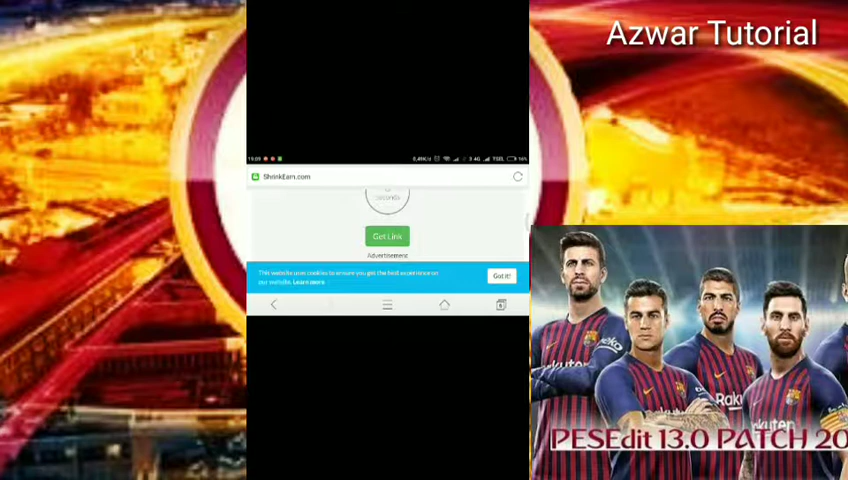 Azwar Tutorial
ShrinkEarn.com
seconds
Get Link
Advertisement
This website uses cookies to ensure you get the best experience on
our website. Learn more
Got it!
PESEdit 13.0 PATCH 20